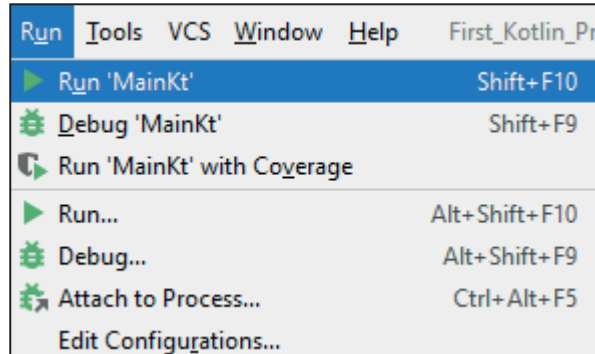 Run Tools VCS Window Help First_Kotlin_Pr
Run 'MainKt' Shift+F10
Debug 'MainKt' Shift+F9
Run 'MainKt' with Coverage
Run... Alt+Shift+F10
Debug... Alt+Shift+F9
Attach to Process... Ctrl+Alt+F5
Edit Configurations...